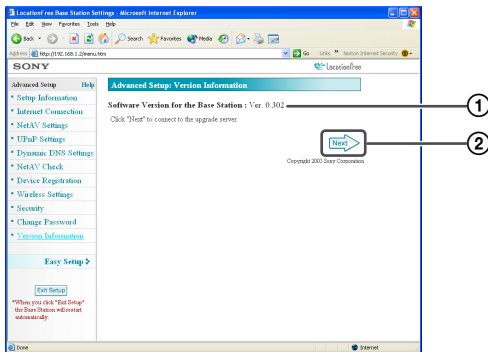 LocationFree Base Station Settings - Microsoft Internet Explorer
File Edit View Favorites Tools Help
Back Search Favorites Media
Address http://192.168.1.2/menu.htm Go Links » Norton Internet Security
SONY LocationFree
Advanced Setup Help
Setup Information
Internet Connection
NetAV Settings
UPnP Settings
Dynamic DNS Settings
NetAV Check
Device Registration
Wireless Settings
Security
Change Password
Version Information
Easy Setup
Exit Setup
*When you click "Exit Setup"
the Base Station will restart
automatically.
Advanced Setup: Version Information
Software Version for the Base Station : Ver. 0.302
Click "Next" to connect to the upgrade server.
Next
Copyright 2005 Sony Corporation
1
2
Done Internet